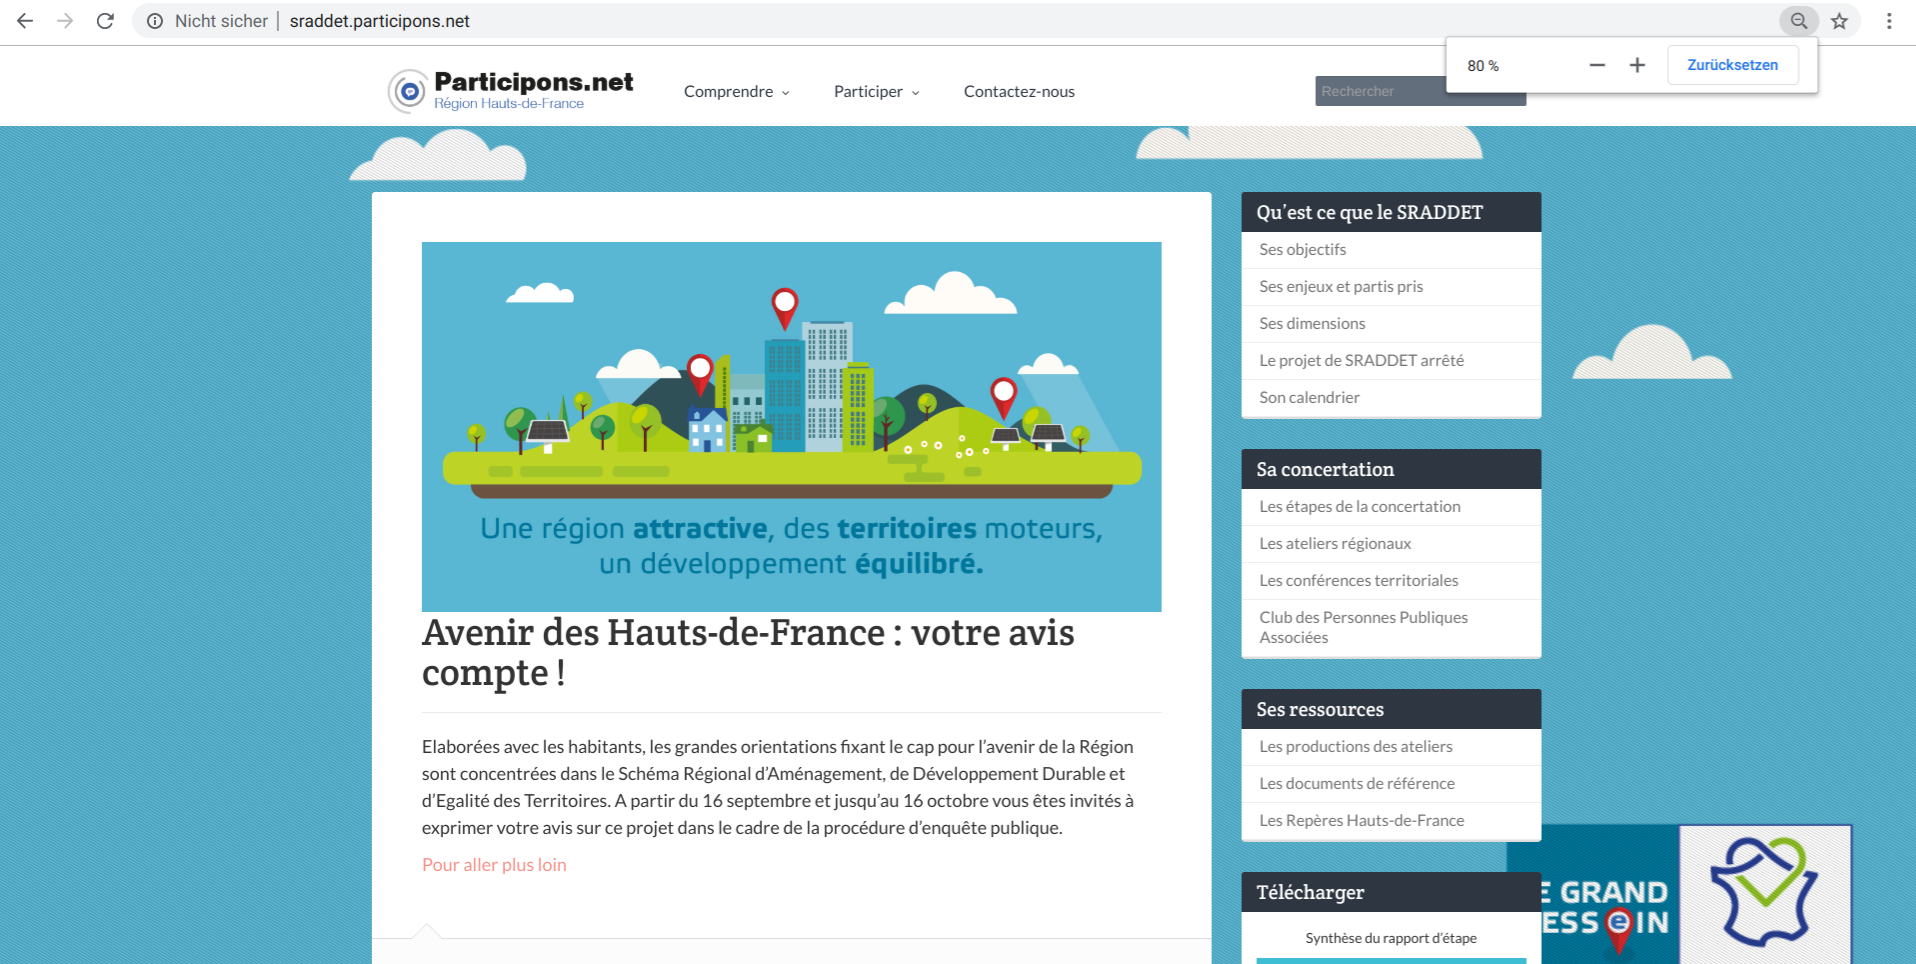 Nicht sicher | sraddet.participons.net
80 %
Zurücksetzen
Participons.net
Région Hauts-de-France
Comprendre
Participer
Contactez-nous
Rechercher
Une région attractive, des territoires moteurs,
un développement équilibré.
Avenir des Hauts-de-France : votre avis
compte !
Elaborées avec les habitants, les grandes orientations fixant le cap pour l’avenir de la Région
sont concentrées dans le Schéma Régional d’Aménagement, de Développement Durable et
d’Egalité des Territoires. A partir du 16 septembre et jusqu’au 16 octobre vous êtes invités à
exprimer votre avis sur ce projet dans le cadre de la procédure d’enquête publique.
Pour aller plus loin
Qu’est ce que le SRADDET
Ses objectifs
Ses enjeux et partis pris
Ses dimensions
Le projet de SRADDET arrêté
Son calendrier
Sa concertation
Les étapes de la concertation
Les ateliers régionaux
Les conférences territoriales
Club des Personnes Publiques
Associées
Ses ressources
Les productions des ateliers
Les documents de référence
Les Repères Hauts-de-France
Télécharger
Synthèse du rapport d’étape
E GRAND
ESSeIN